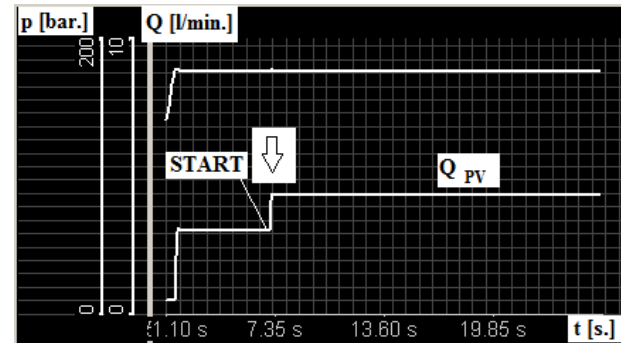 p [bar.] Q [l/min.]
200 10
START
Q PV
0 0
1.10 s 7.35 s 13.60 s 19.85 s t [s.]